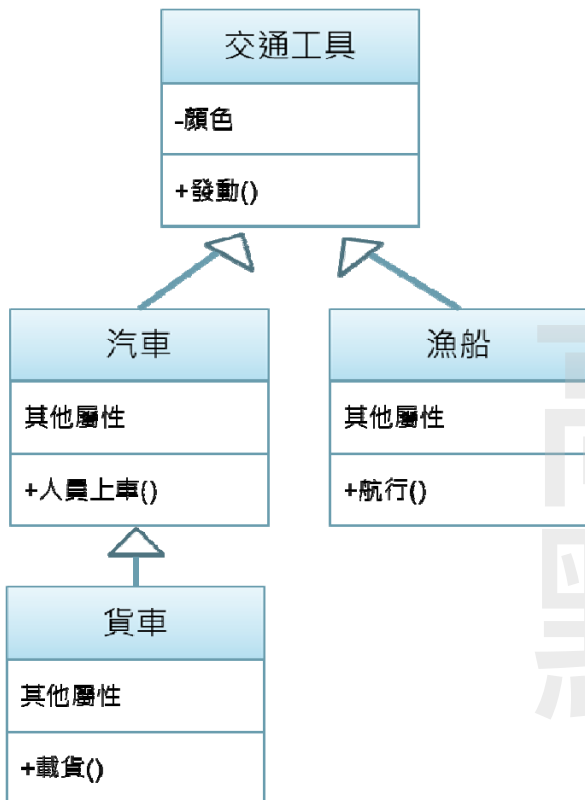 交通工具
-顏色
+發動()
汽車
漁船
其他屬性
其他屬性
+人員上車()
+航行()
貨車
其他屬性
+載貨()